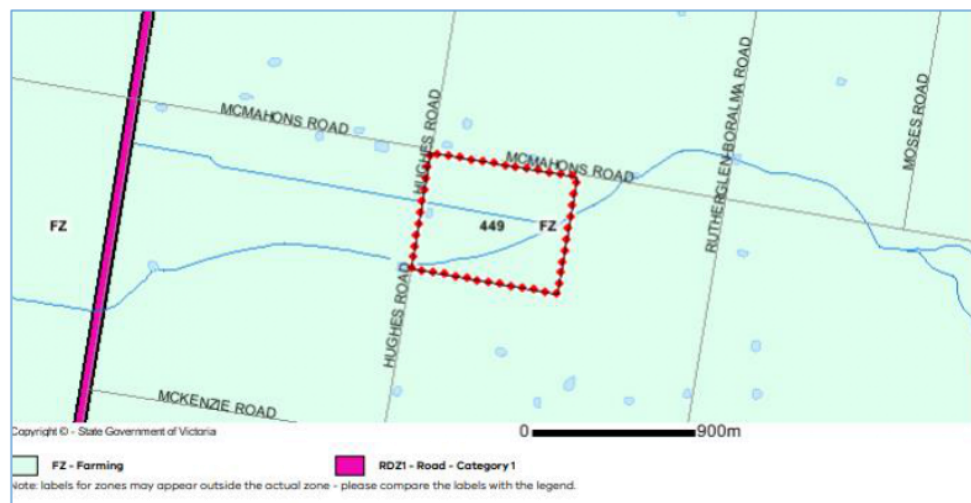 MCMAHONS ROAD
HUGHES ROAD
MCMAHONS ROAD
RUTHERGLEN-BORALMA ROAD
MOSES ROAD
FZ
449
FZ
HUGHES ROAD
MCKENZIE ROAD
Copyright © - State Government of Victoria
0
900m
FZ - Farming
RDZ1 - Road - Category 1
Note: labels for zones may appear outside the actual zone - please compare the labels with the legend.